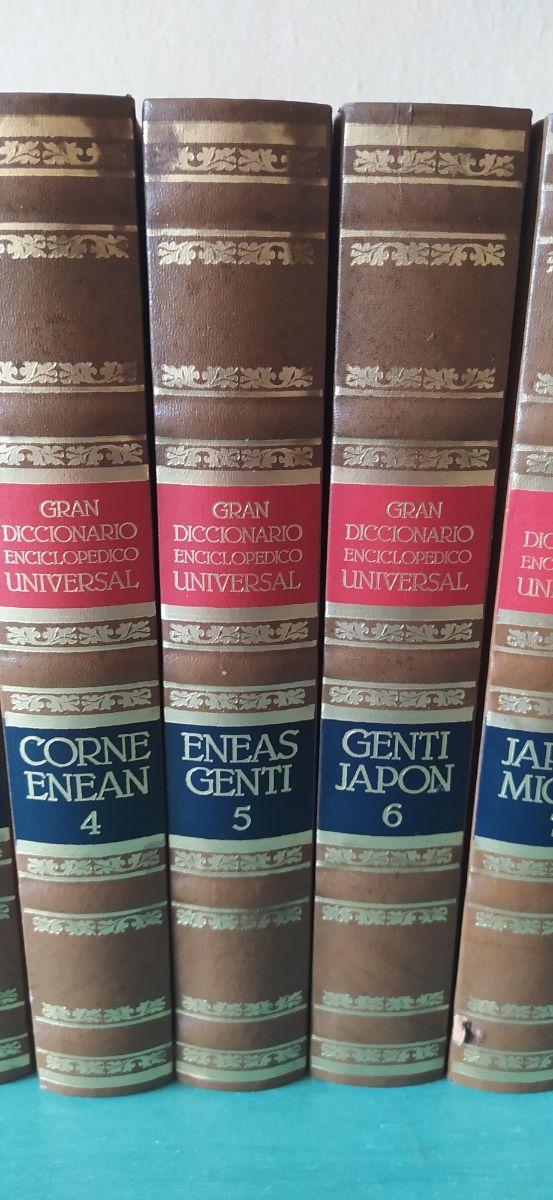 GRAN
DICCIONARIO
ENCICLOPEDICO
UNIVERSAL
CORNE
ENEAN
4
GRAN
DICCIONARIO
ENCICLOPEDICO
UNIVERSAL
ENEAS
GENTI
5
GRAN
DICCIONARIO
ENCICLOPEDICO
UNIVERSAL
GENTI
JAPON
6